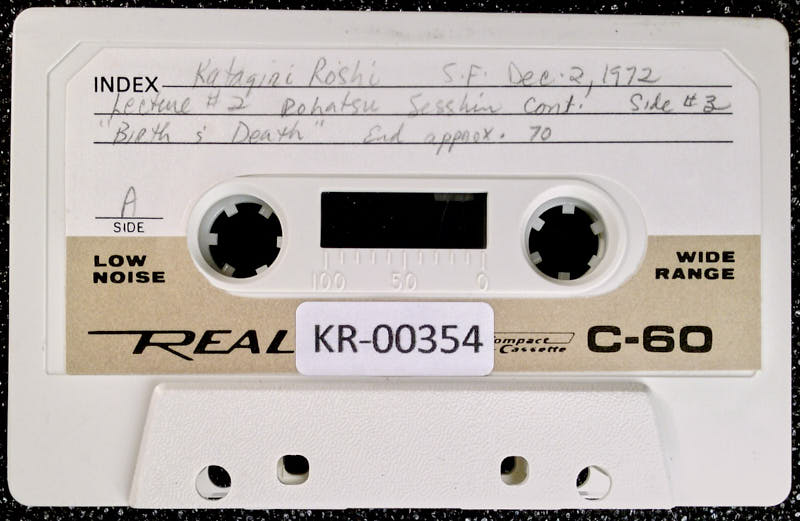 INDEX Katagiri Roshi S.F. Dec. 2, 1972
Lecture # 2 Rohatsu Sesshin Cont. Side # 3
"Birth & Death" End approx. 70
A
SIDE
LOW
NOISE
WIDE
RANGE
100 50 0
REAL
KR-00354
Compact
Cassette
C-60